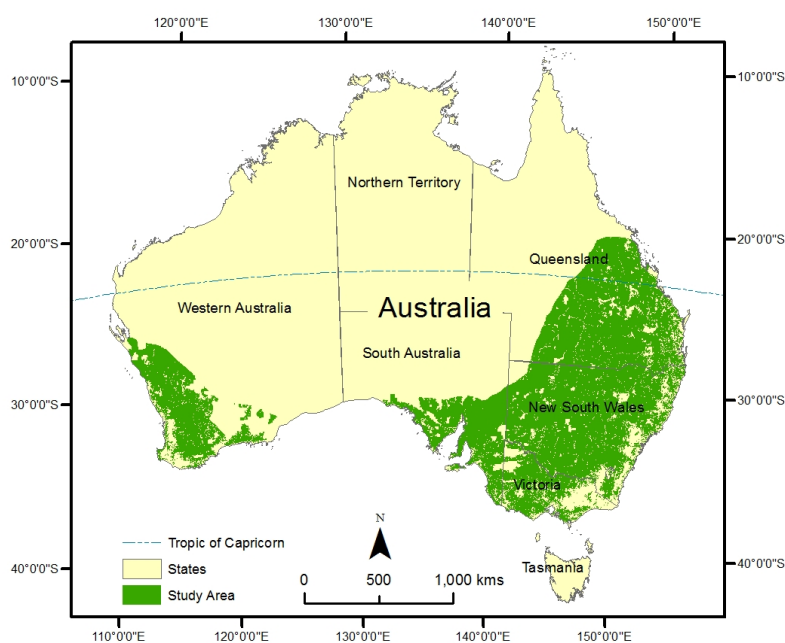 120°0'0"E 130°0'0"E 140°0'0"E 150°0'0"E
10°0'0"S 10°0'0"S
Northern Territory
20°0'0"S 20°0'0"S
Queensland
Western Australia
Australia
South Australia
30°0'0"S 30°0'0"S
New South Wales
Victoria
N
Tropic of Capricorn
States
Study Area
0 500 1,000 kms
Tasmania
40°0'0"S 40°0'0"S
110°0'0"E 120°0'0"E 130°0'0"E 140°0'0"E 150°0'0"E